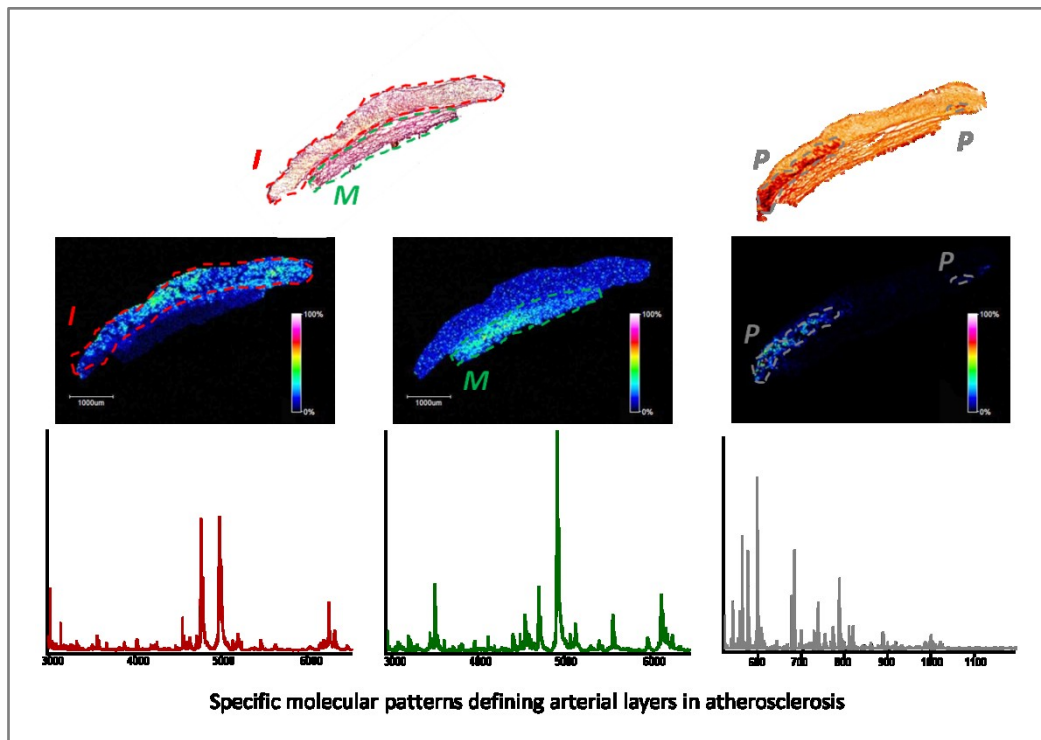 I
M
P
P
I
100%
0%
1000um
M
100%
0%
1000um
P
P
100%
0%
3000 4000 5000 6000
3000 4000 5000 6000
600 700 800 900 1000 1100
Specific molecular patterns defining arterial layers in atherosclerosis